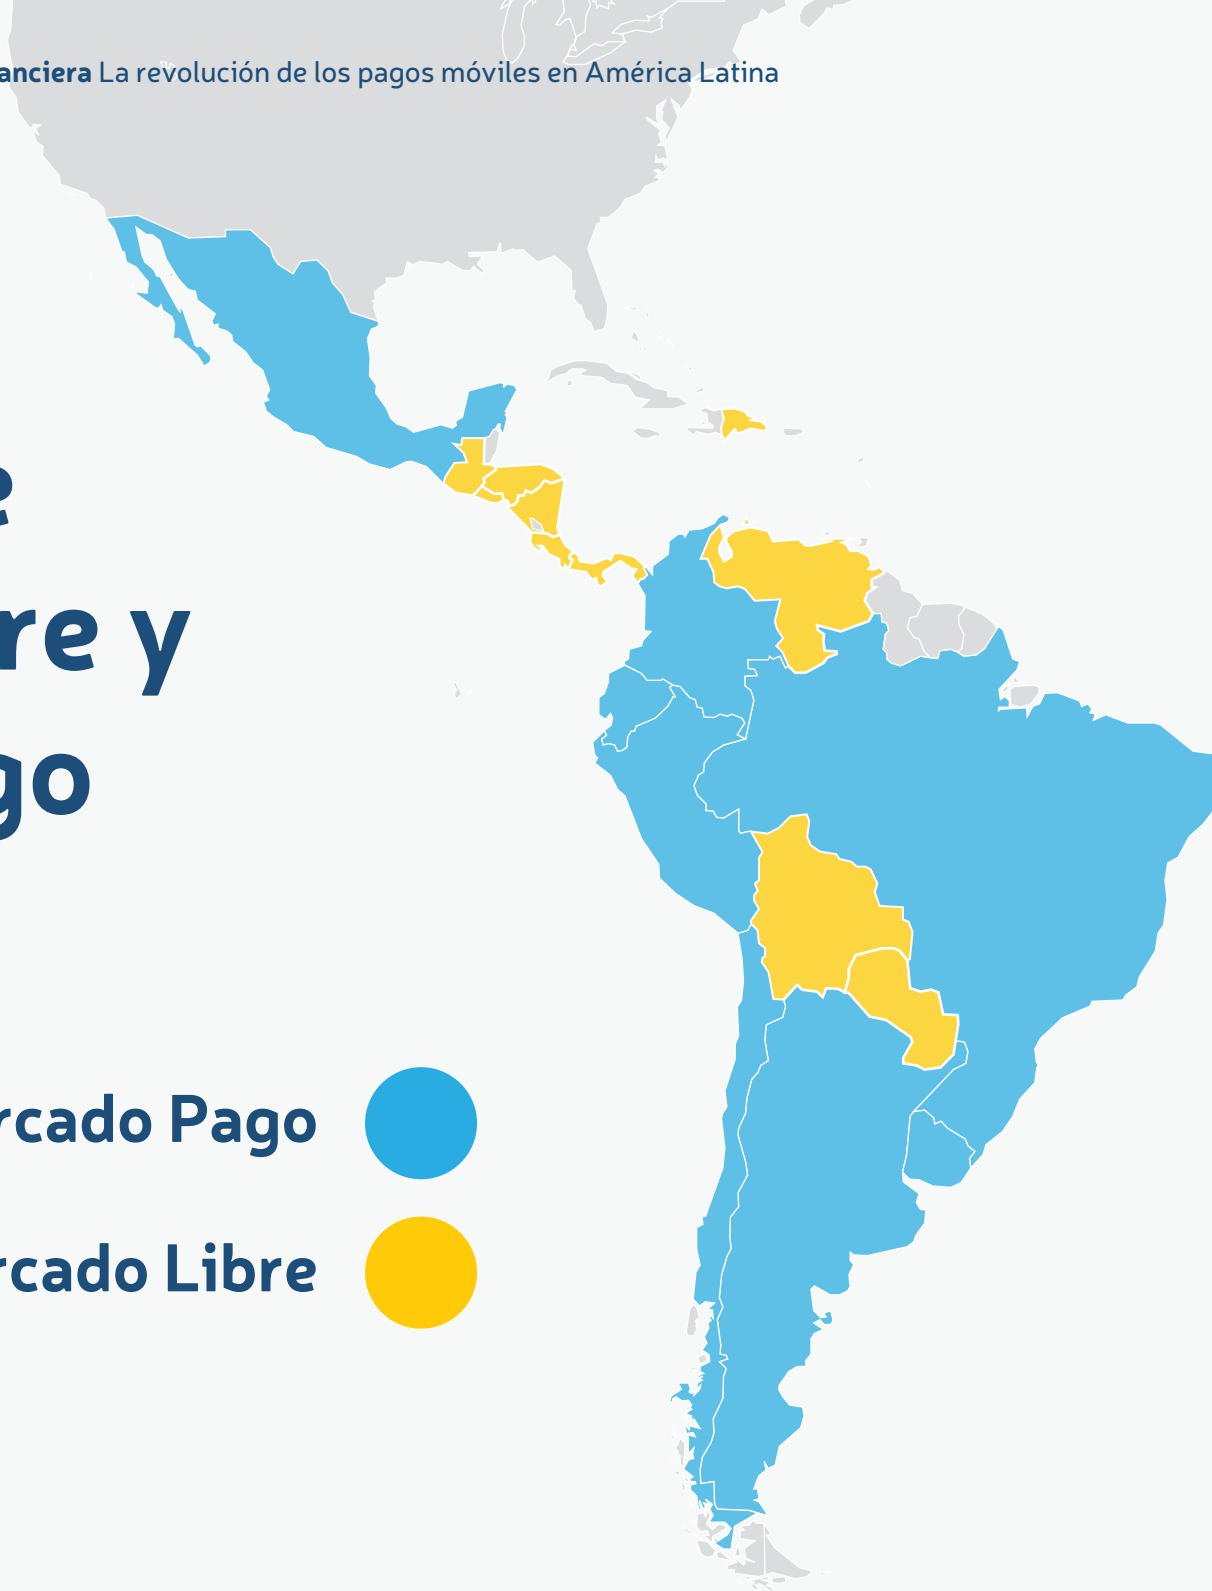 anciera La revolución de los pagos móviles en América Latina
e
re y
go
rcado Pago
rcado Libre